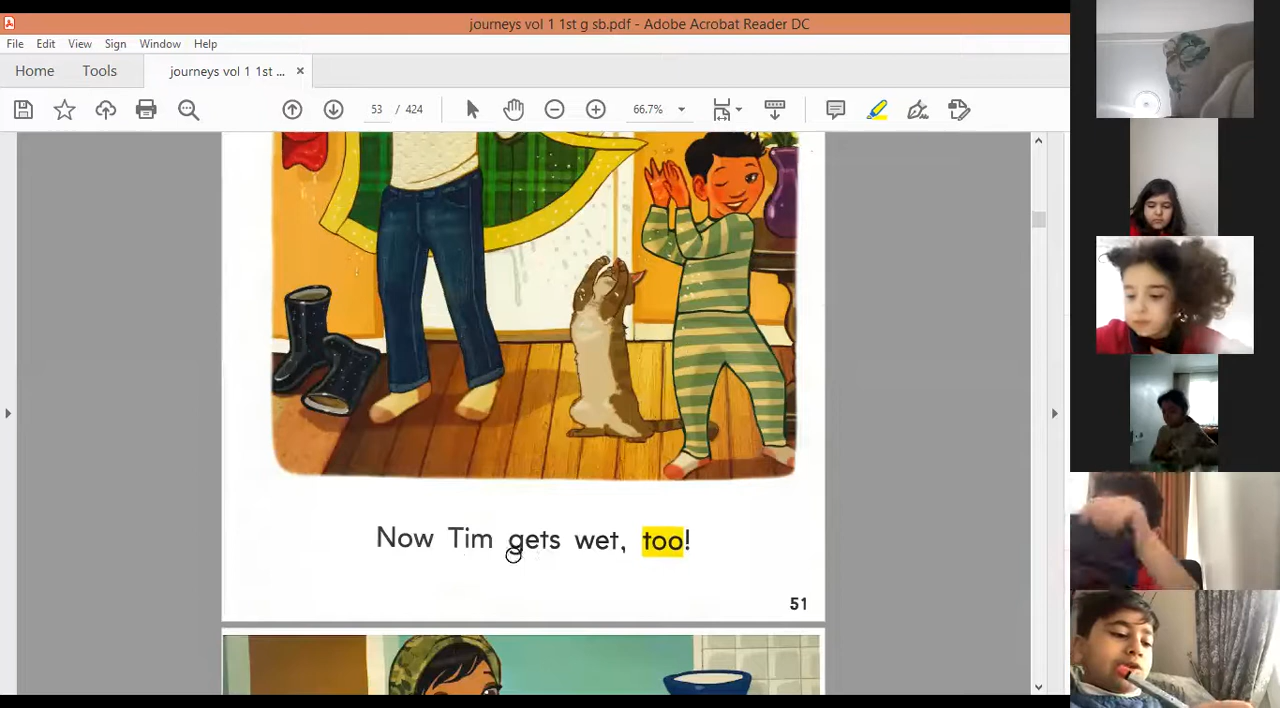 journeys vol 1 1st g sb.pdf - Adobe Acrobat Reader DC
File Edit View Sign Window Help
Home Tools journeys vol 1 1st ... ×
53 / 424 66.7%
Now Tim gets wet, too!
51